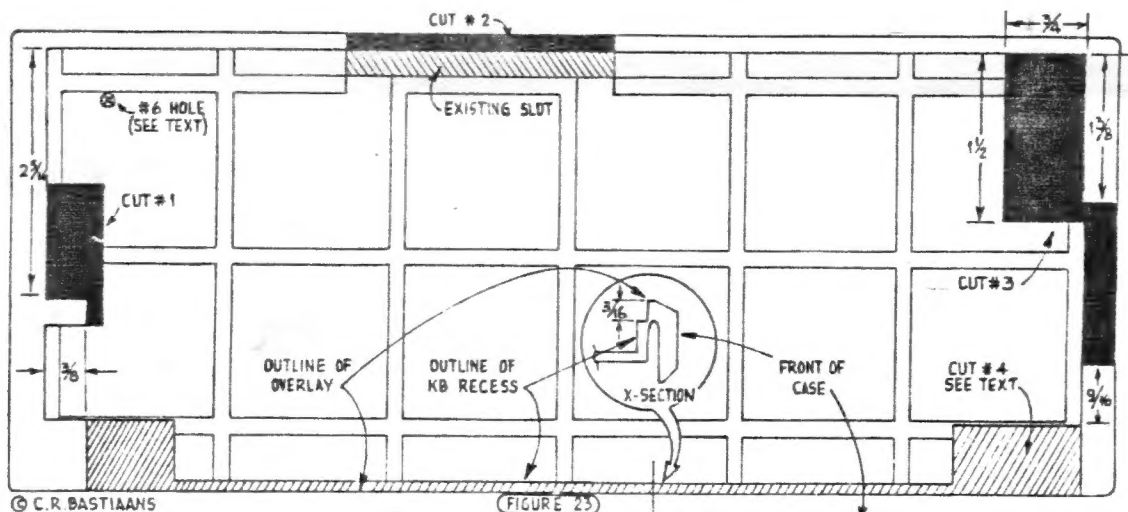 CUT # 2
3/4
#6 HOLE
(SEE TEXT)
EXISTING SLOT
2 5/16
1 1/2
1 3/8
CUT #1
CUT #3
3/16
3/8
OUTLINE OF
OVERLAY
OUTLINE OF
KB RECESS
X-SECTION
FRONT OF
CASE
CUT #4
SEE TEXT
9/16
© C.R. BASTIAANS
(FIGURE 23)